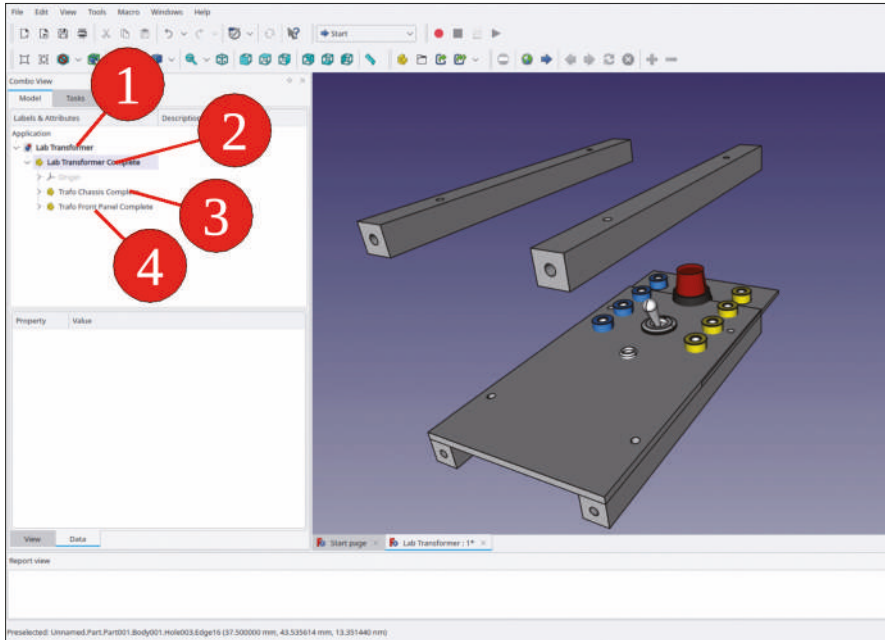 File Edit View Tools Macro Windows Help
Start
Combo View
Model Tasks
1
Labels & Attributes Description
2
Application
Lab Transformer
Lab Transformer Complete
Origin
3
Trafo Chassis Complete
Trafo Front Panel Complete
4
Property Value
View Data
Start page Lab Transformer : 1*
Report view
Preselected: Unnamed.Part.Part001.Body001.Hole003.Edge16 (37.500000 mm, 43.535614 mm, 13.351440 nm)